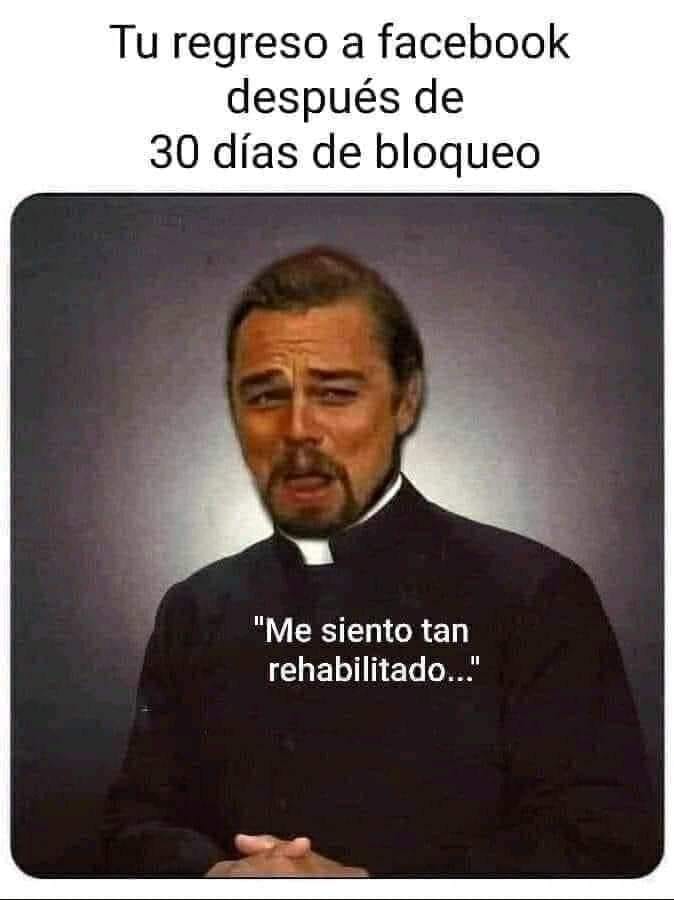 Tu regreso a facebook
después de
30 días de bloqueo
"Me siento tan
rehabilitado..."